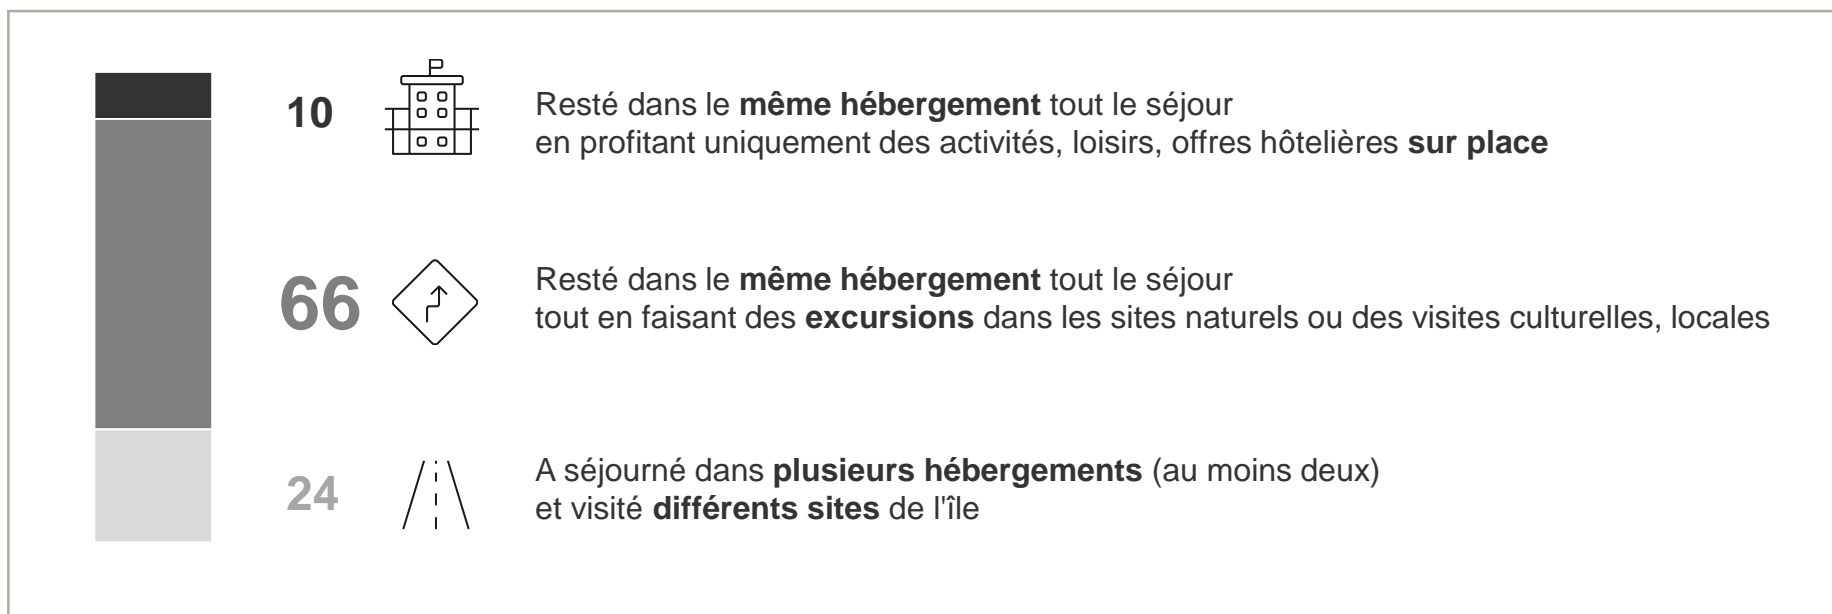 10
Resté dans le même hébergement tout le séjour
en profitant uniquement des activités, loisirs, offres hôtelières sur place
66
Resté dans le même hébergement tout le séjour
tout en faisant des excursions dans les sites naturels ou des visites culturelles, locales
24
A séjourné dans plusieurs hébergements (au moins deux)
et visité différents sites de l'île